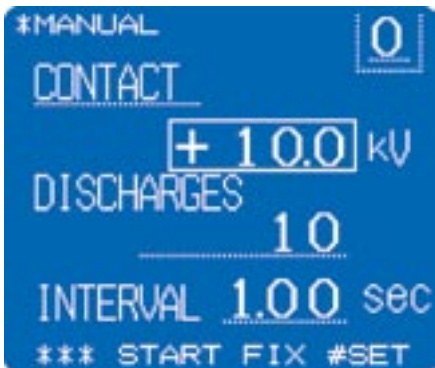 *MANUAL
0
CONTACT
+ 10.0 kV
DISCHARGES
10
INTERVAL 1.00 sec
*** START FIX #SET